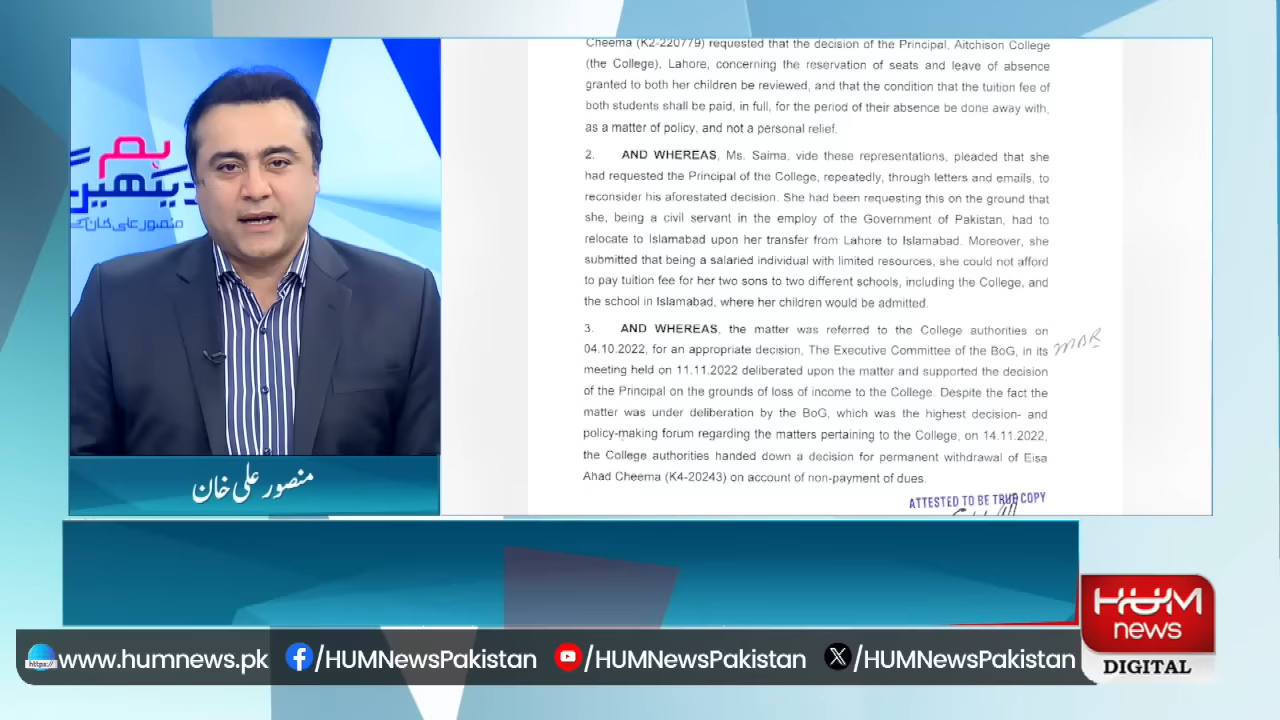 ہم
دیکھیں گے
منصور علی خان کے
منصور علی خان
Cheema (K2-220779) requested that the decision of the Principal, Aitchison College
(the College), Lahore, concerning the reservation of seats and leave of absence
granted to both her children be reviewed, and that the condition that the tuition fee of
both students shall be paid, in full, for the period of their absence be done away with,
as a matter of policy, and not a personal relief.
2. AND WHEREAS, Ms. Saima, vide these representations, pleaded that she
had requested the Principal of the College, repeatedly, through letters and emails, to
reconsider his aforestated decision. She had been requesting this on the ground that
she, being a civil servant in the employ of the Government of Pakistan, had to
relocate to Islamabad upon her transfer from Lahore to Islamabad. Moreover, she
submitted that being a salaried individual with limited resources, she could not afford
to pay tuition fee for her two sons to two different schools, including the College, and
the school in Islamabad, where her children would be admitted.
3. AND WHEREAS, the matter was referred to the College authorities on
04.10.2022, for an appropriate decision, The Executive Committee of the BoG, in its
meeting held on 11.11.2022 deliberated upon the matter and supported the decision
of the Principal on the grounds of loss of income to the College. Despite the fact the
matter was under deliberation by the BoG, which was the highest decision- and
policy-making forum regarding the matters pertaining to the College, on 14.11.2022,
the College authorities handed down a decision for permanent withdrawal of Eisa
Ahad Cheema (K4-20243) on account of non-payment of dues.
ATTESTED TO BE TRUE COPY
HUM
news
DIGITAL
https://
www.humnews.pk
/HUMNewsPakistan
/HUMNewsPakistan
X /HUMNewsPakistan